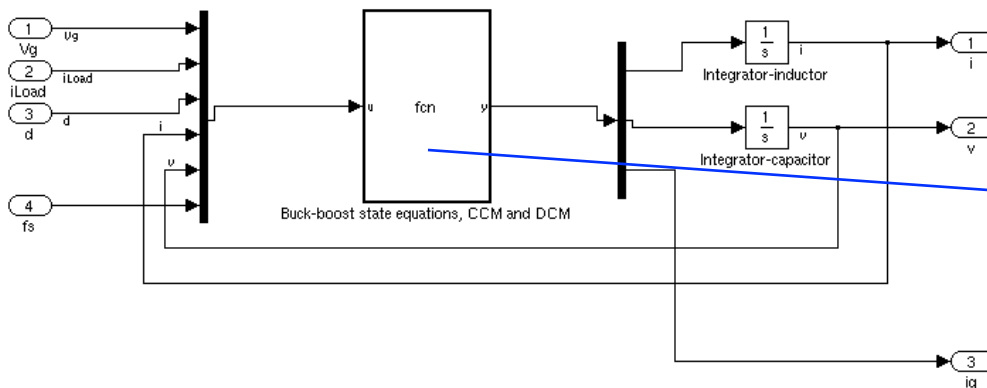 1
Vg
Vg
2
iLoad
iLoad
3
d
d
i
v
4
fs
u
fcn
y
Buck-boost state equations, CCM and DCM
1
s
i
Integrator-inductor
1
s
v
Integrator-capacitor
1
i
2
v
3
ig